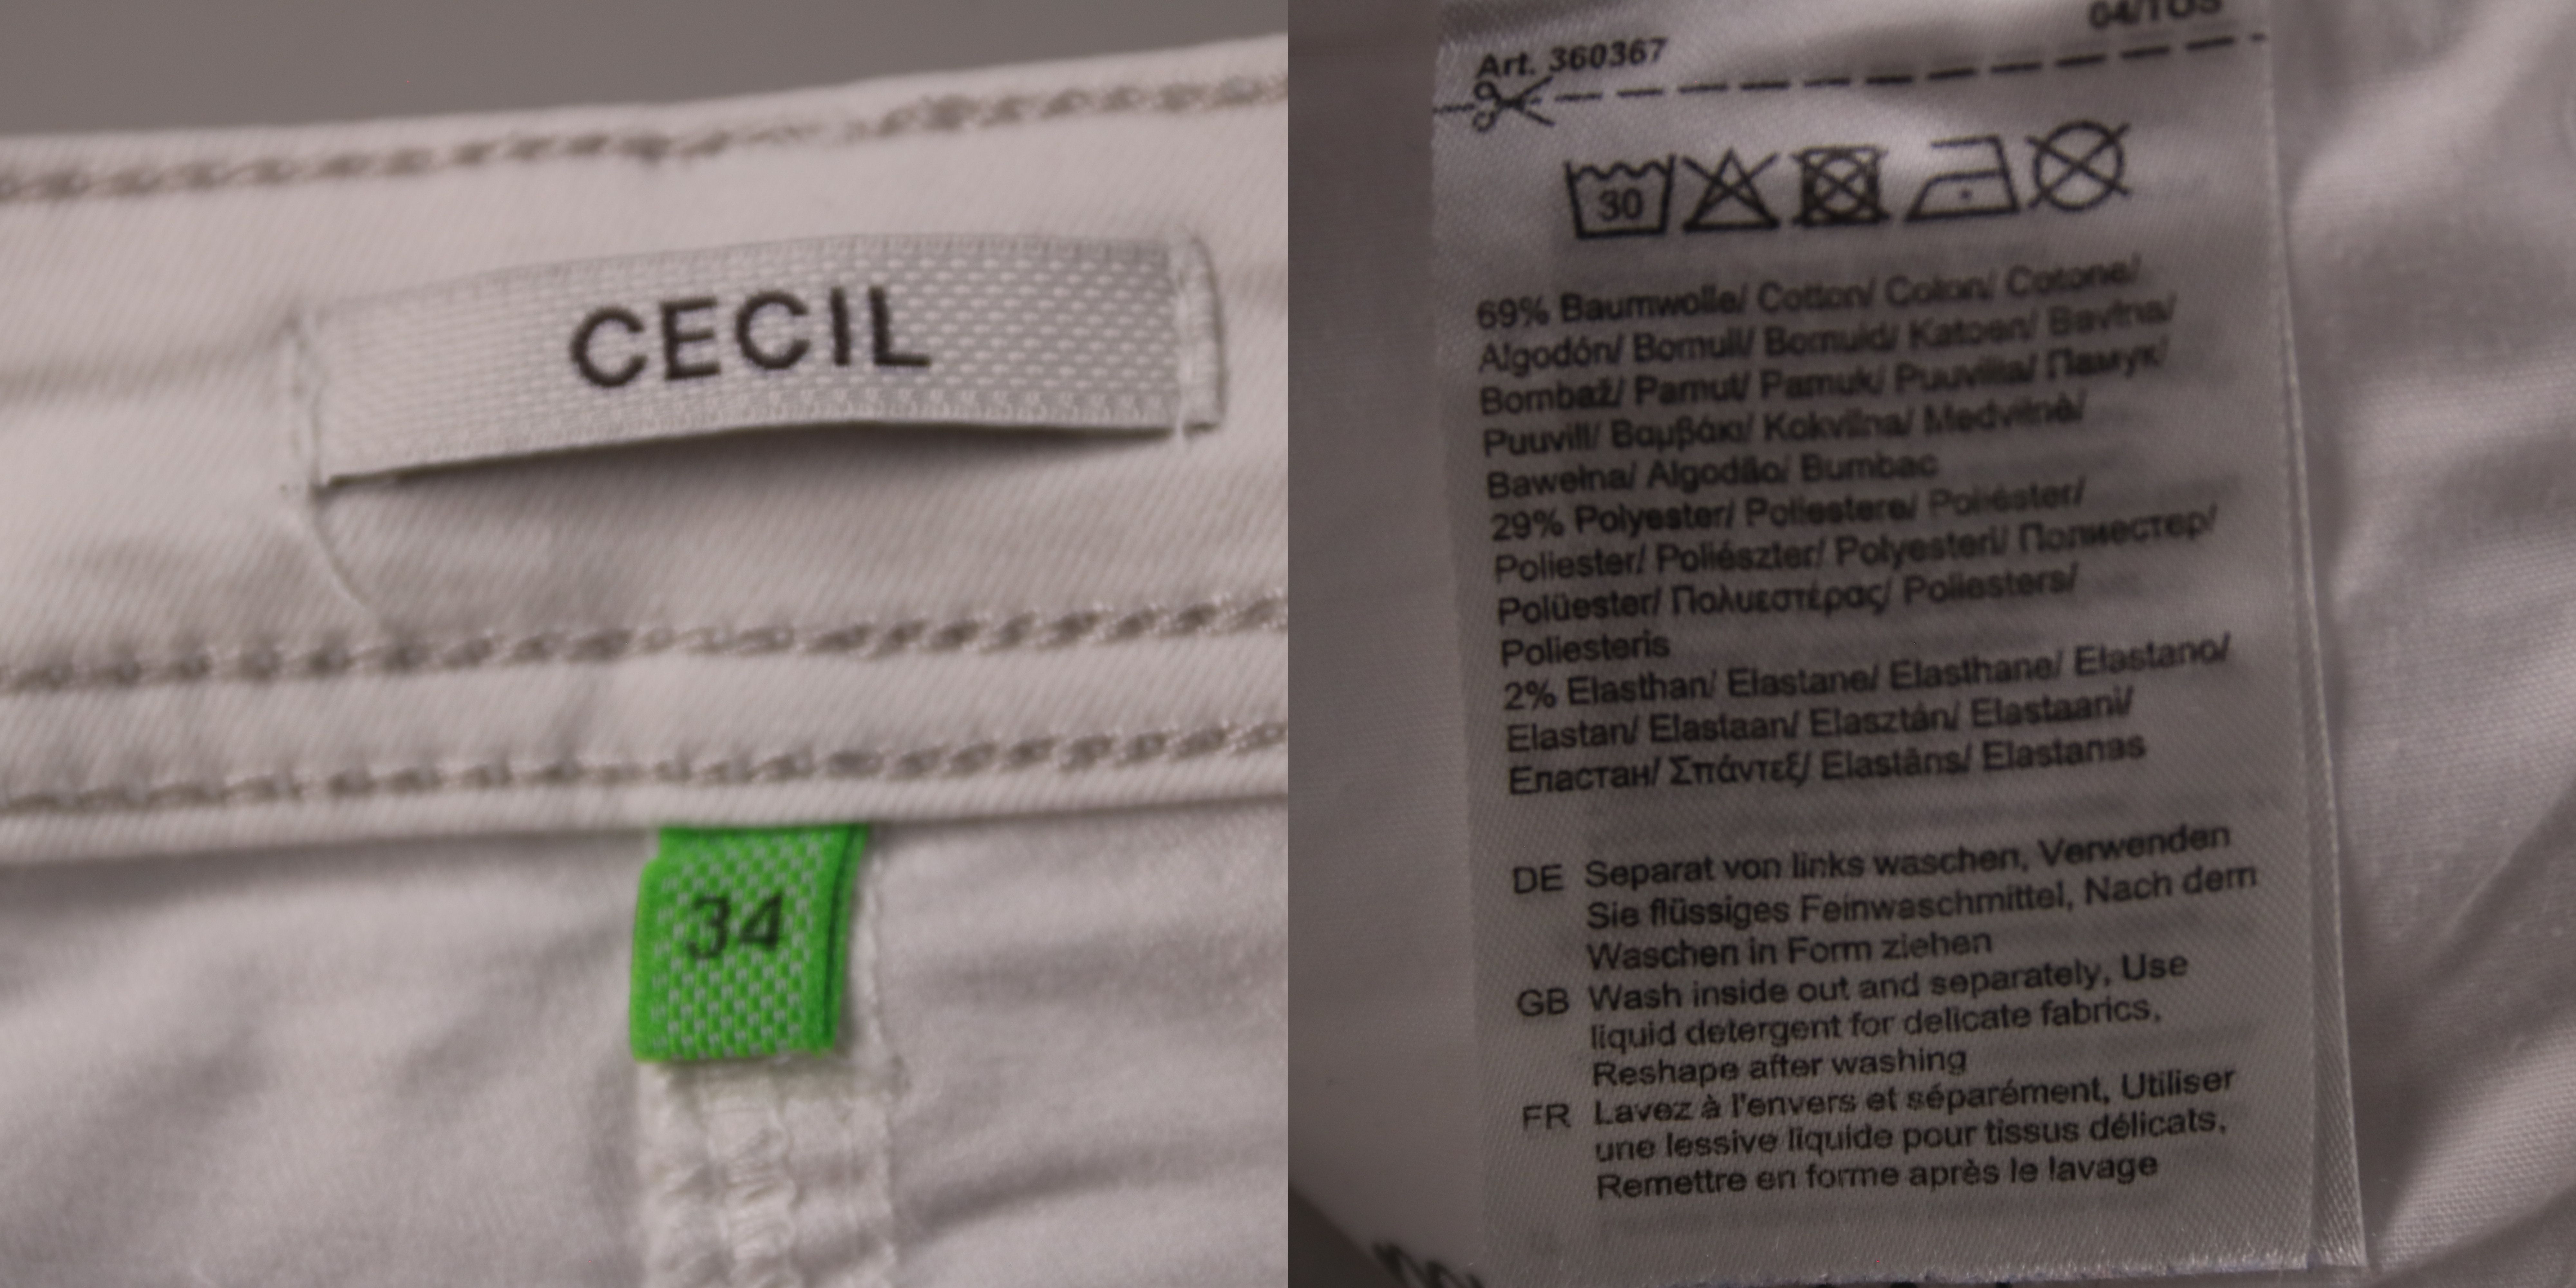 CECIL
34
Art. 360367
30
69% Baumwolle/ Cotton/ Coton/ Cotone/
Algodón/ Bomull/ Bomuld/ Katoen/ Bavlna/
Bombaž/ Pamut/ Pamuk/ Puuvilla/ Памук/
Puuvill/ Βαμβάκι/ Kokvilna/ Medvilnė/
Bawełna/ Algodão/ Bumbac
29% Polyester/ Poliestere/ Poliéster/
Poliester/ Poliészter/ Polyesteri/ Полиестер/
Polüester/ Πολυεστέρας/ Poliesters/
Poliesteris
2% Elasthan/ Elastane/ Elasthane/ Elastano/
Elastan/ Elastaan/ Elasztán/ Elastaani/
Еластан/ Σπάντεξ/ Elastāns/ Elastanas
DE Separat von links waschen, Verwenden
Sie flüssiges Feinwaschmittel, Nach dem
Waschen in Form ziehen
GB Wash inside out and separately, Use
liquid detergent for delicate fabrics,
Reshape after washing
FR Lavez à l'envers et séparément, Utiliser
une lessive liquide pour tissus délicats,
Remettre en forme après le lavage